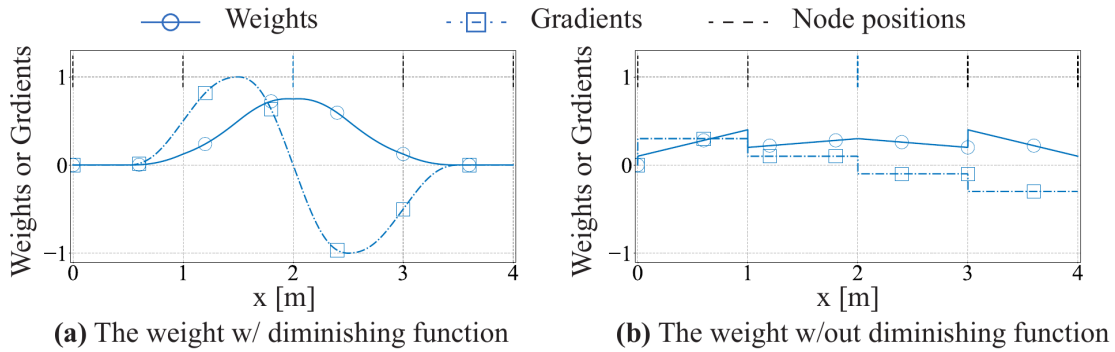 Weights Gradients Node positions
Weights or Grdients
1
0
−1
0 1 2 3 4
x [m]
(a) The weight w/ diminishing function
Weights or Grdients
1
0
−1
0 1 2 3 4
x [m]
(b) The weight w/out diminishing function